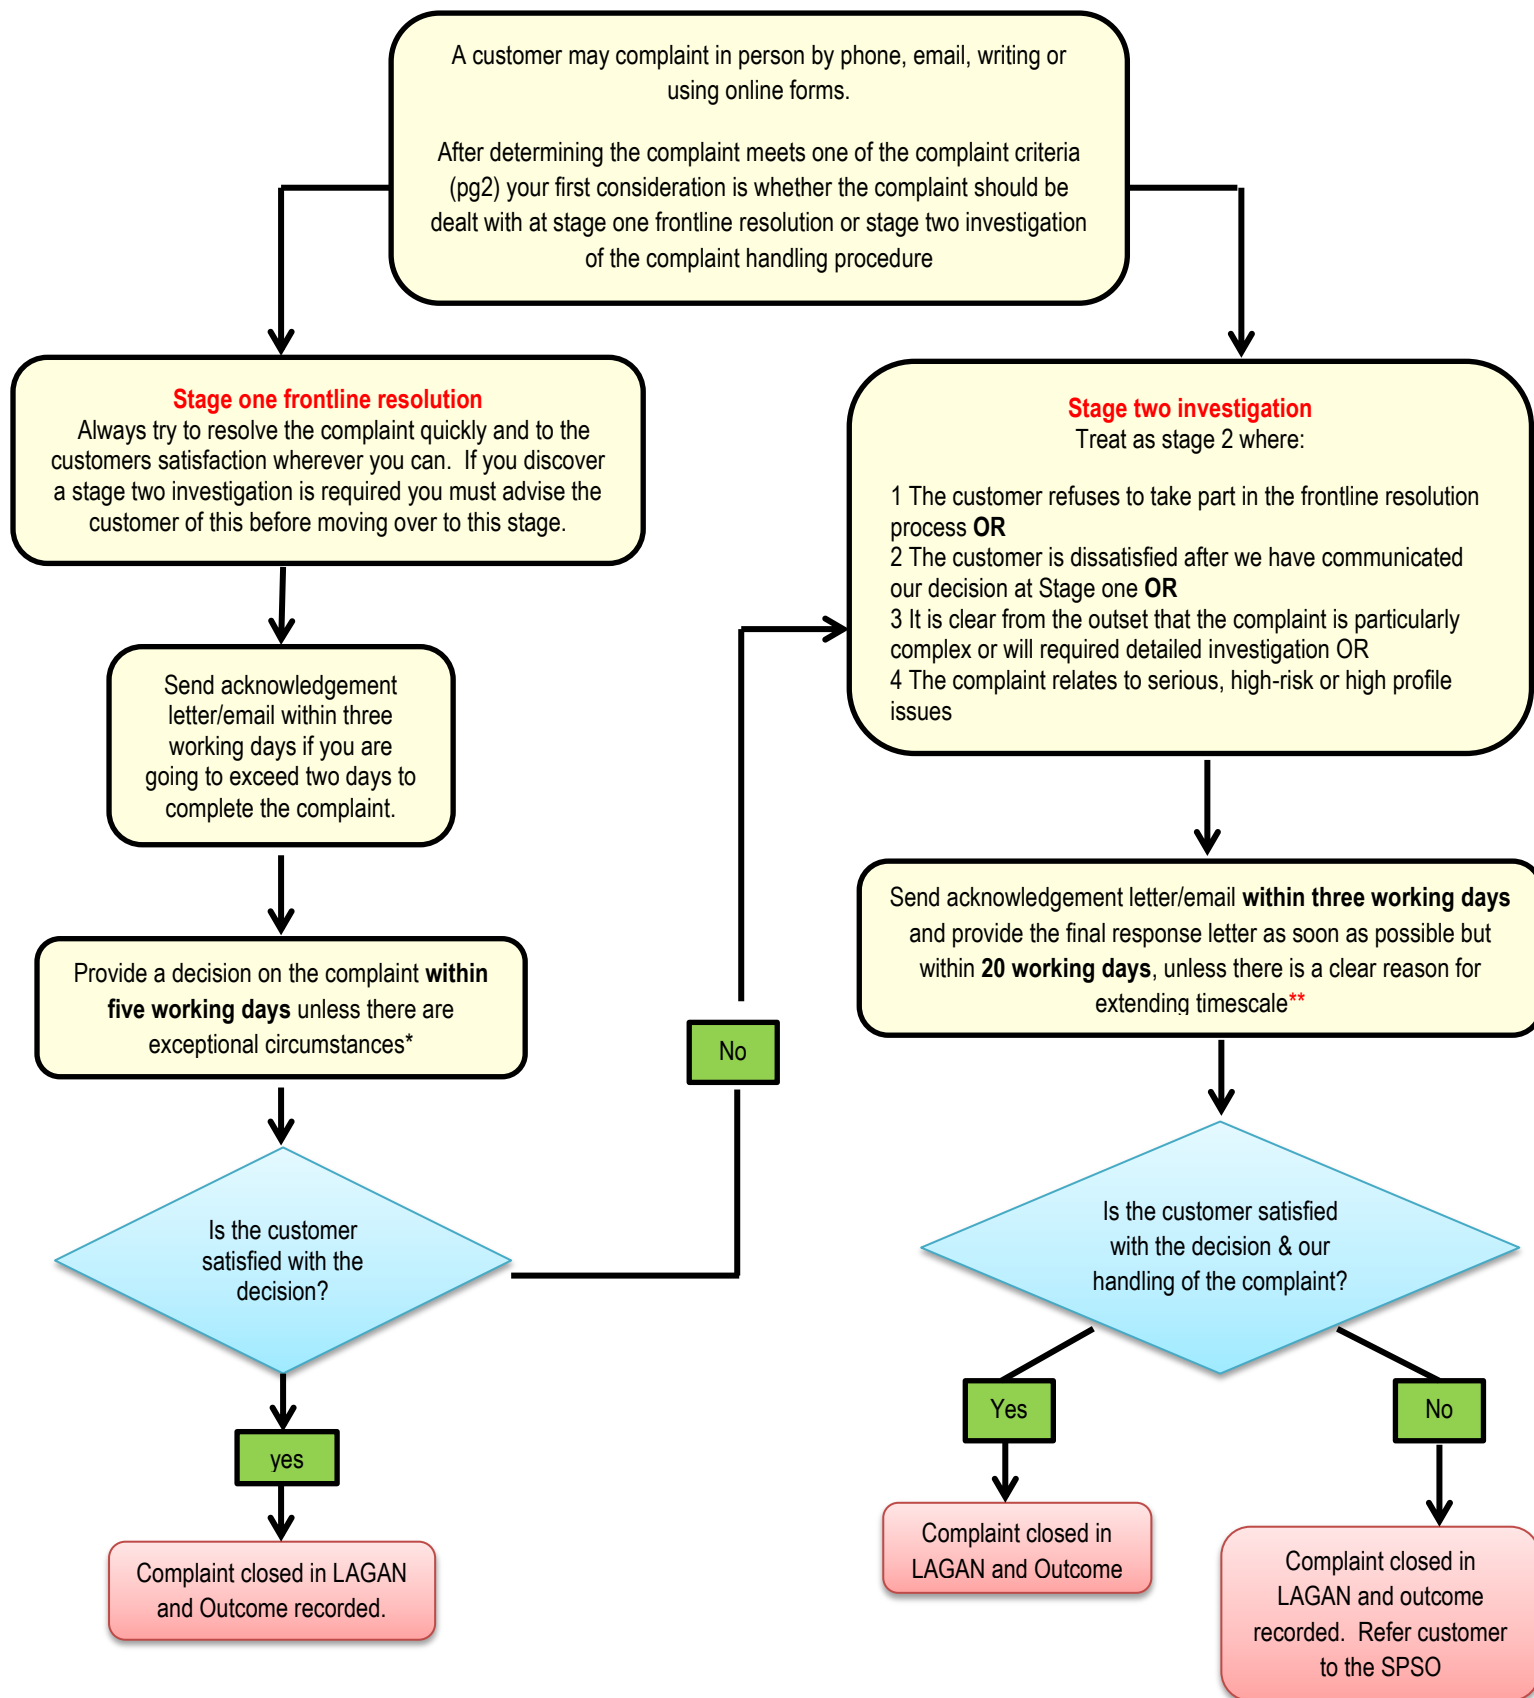 A customer may complaint in person by phone, email, writing or
using online forms.
After determining the complaint meets one of the complaint criteria
(pg2) your first consideration is whether the complaint should be
dealt with at stage one frontline resolution or stage two investigation
of the complaint handling procedure
Stage one frontline resolution
Always try to resolve the complaint quickly and to the
customers satisfaction wherever you can. If you discover
a stage two investigation is required you must advise the
customer of this before moving over to this stage.
Send acknowledgement
letter/email within three
working days if you are
going to exceed two days to
complete the complaint.
Provide a decision on the complaint within
five working days unless there are
exceptional circumstances*
Is the customer
satisfied with the
decision?
yes
Complaint closed in LAGAN
and Outcome recorded.
No
Stage two investigation
Treat as stage 2 where:
1 The customer refuses to take part in the frontline resolution
process OR
2 The customer is dissatisfied after we have communicated
our decision at Stage one OR
3 It is clear from the outset that the complaint is particularly
complex or will required detailed investigation OR
4 The complaint relates to serious, high-risk or high profile
issues
Send acknowledgement letter/email within three working days
and provide the final response letter as soon as possible but
within 20 working days, unless there is a clear reason for
extending timescale**
Is the customer satisfied
with the decision & our
handling of the complaint?
Yes
Complaint closed in
LAGAN and Outcome
No
Complaint closed in
LAGAN and outcome
recorded. Refer customer
to the SPSO